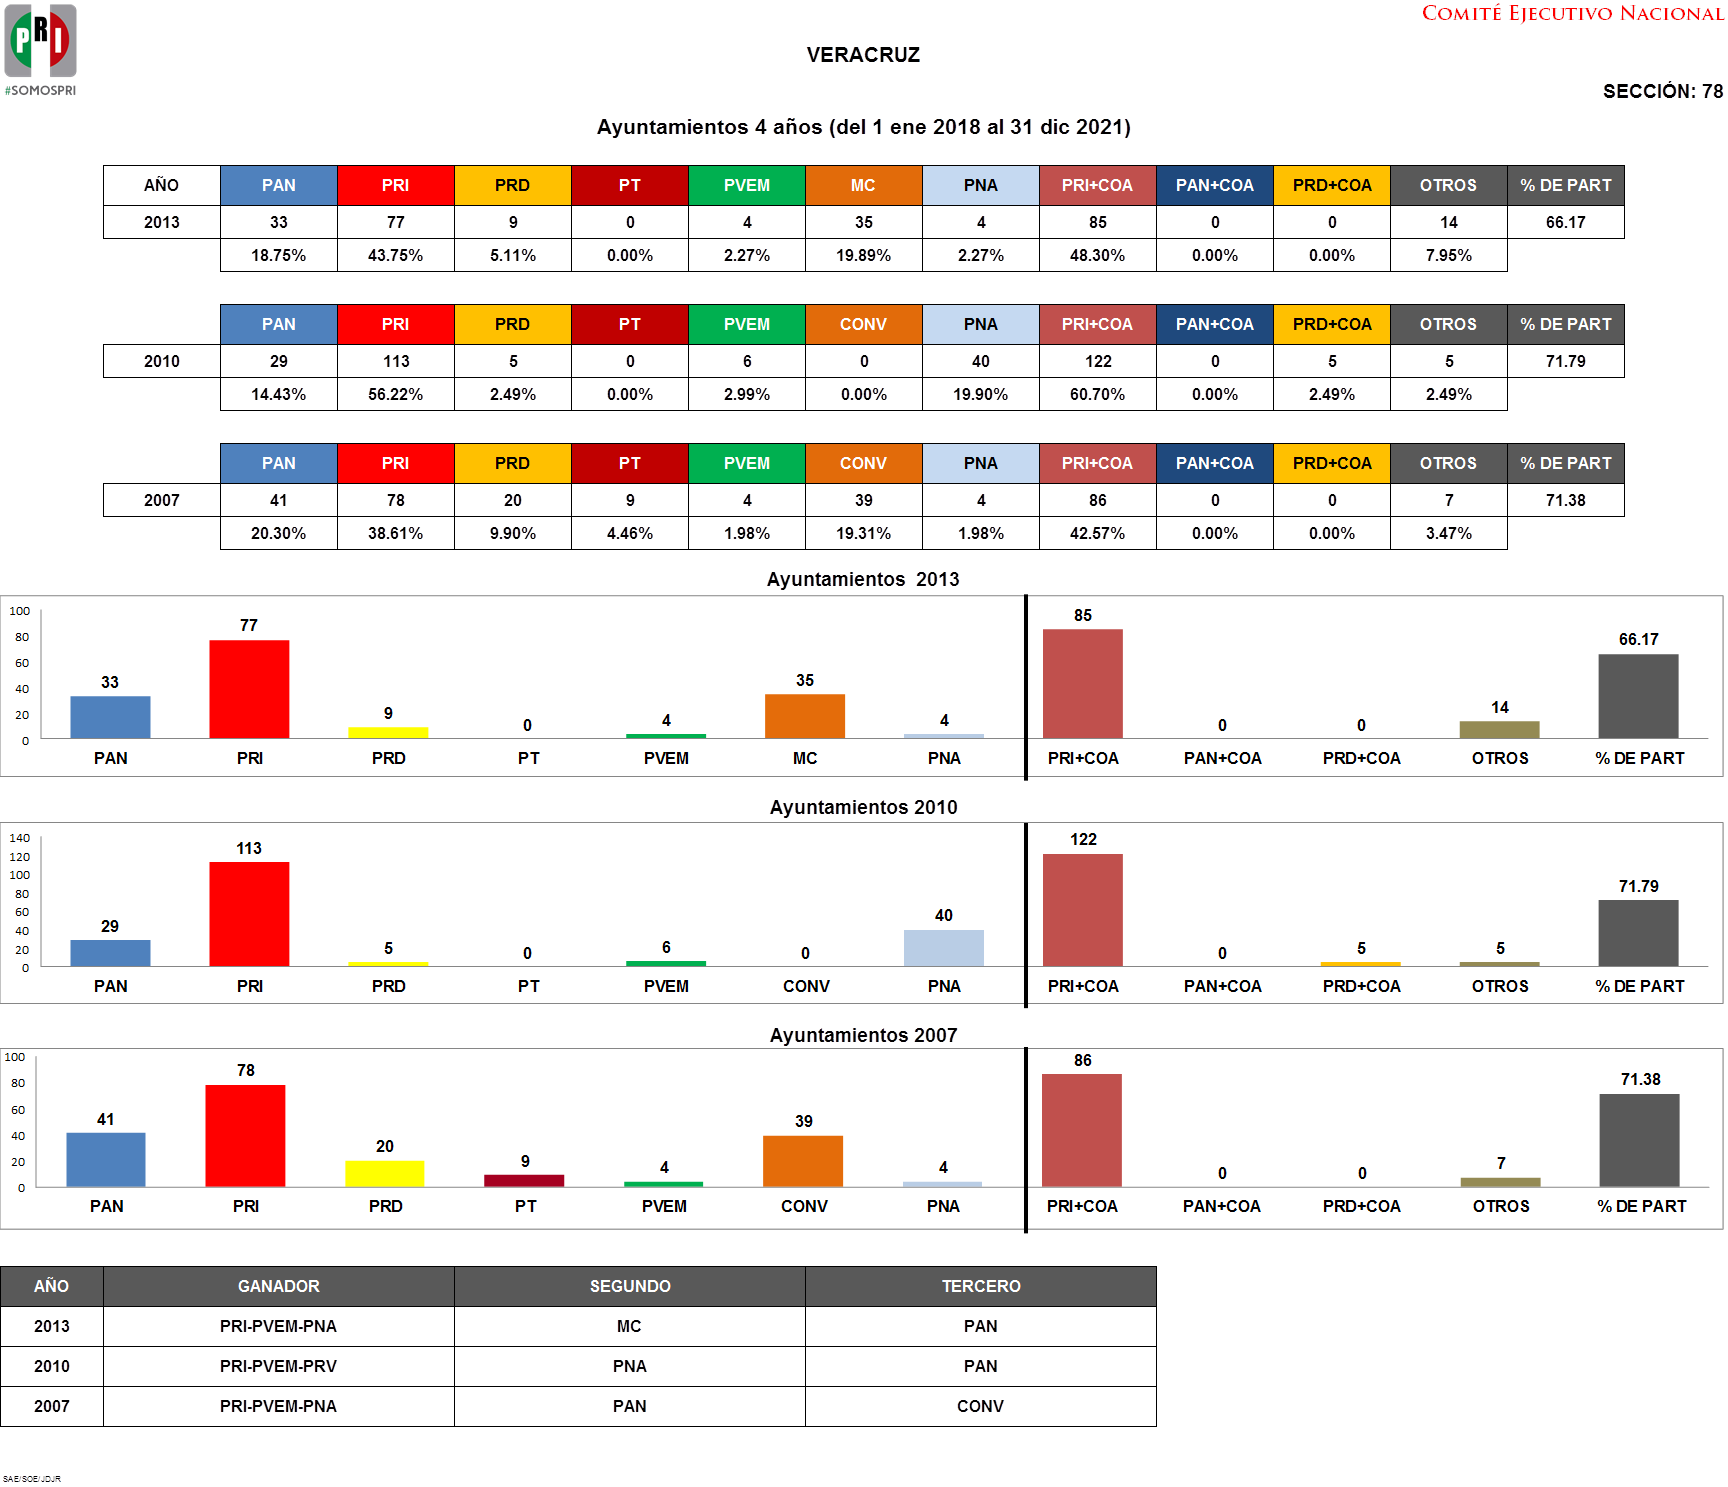 COMITÉ EJECUTIVO NACIONAL
PRI
#SOMOSPRI
VERACRUZ
SECCIÓN: 78
Ayuntamientos 4 años (del 1 ene 2018 al 31 dic 2021)
AÑO PAN PRI PRD PT PVEM MC PNA PRI+COA PAN+COA PRD+COA OTROS % DE PART
2013 33 77 9 0 4 35 4 85 0 0 14 66.17
18.75% 43.75% 5.11% 0.00% 2.27% 19.89% 2.27% 48.30% 0.00% 0.00% 7.95%
PAN PRI PRD PT PVEM CONV PNA PRI+COA PAN+COA PRD+COA OTROS % DE PART
2010 29 113 5 0 6 0 40 122 0 5 5 71.79
14.43% 56.22% 2.49% 0.00% 2.99% 0.00% 19.90% 60.70% 0.00% 2.49% 2.49%
PAN PRI PRD PT PVEM CONV PNA PRI+COA PAN+COA PRD+COA OTROS % DE PART
2007 41 78 20 9 4 39 4 86 0 0 7 71.38
20.30% 38.61% 9.90% 4.46% 1.98% 19.31% 1.98% 42.57% 0.00% 0.00% 3.47%
Ayuntamientos 2013
100
80
60
40
20
0
33 77 9 0 4 35 4 85 0 0 14 66.17
PAN PRI PRD PT PVEM MC PNA PRI+COA PAN+COA PRD+COA OTROS % DE PART
Ayuntamientos 2010
140
120
100
80
60
40
20
0
29 113 5 0 6 0 40 122 0 5 5 71.79
PAN PRI PRD PT PVEM CONV PNA PRI+COA PAN+COA PRD+COA OTROS % DE PART
Ayuntamientos 2007
100
80
60
40
20
0
41 78 20 9 4 39 4 86 0 0 7 71.38
PAN PRI PRD PT PVEM CONV PNA PRI+COA PAN+COA PRD+COA OTROS % DE PART
AÑO GANADOR SEGUNDO TERCERO
2013 PRI-PVEM-PNA MC PAN
2010 PRI-PVEM-PRV PNA PAN
2007 PRI-PVEM-PNA PAN CONV
SAE/SOE/JDJR